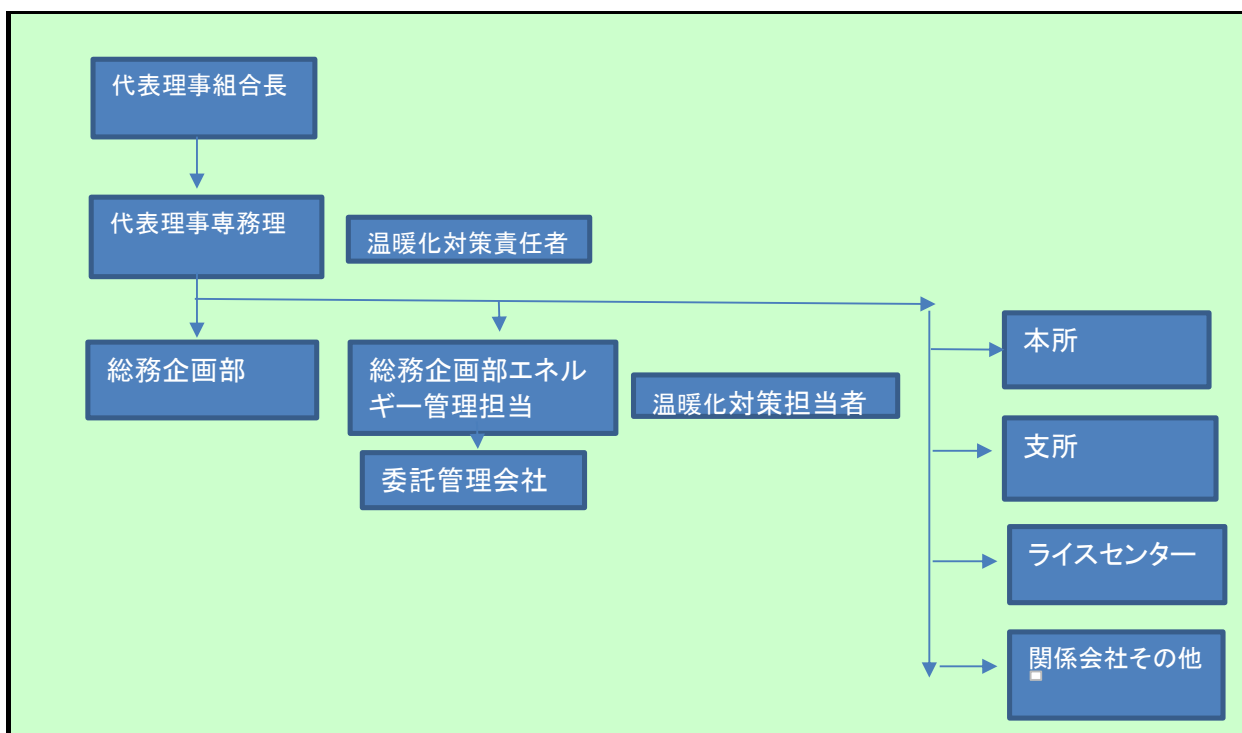 代表理事組合長
代表理事専務理
温暖化対策責任者
総務企画部
総務企画部エネル
ギー管理担当
温暖化対策担当者
委託管理会社
本所
支所
ライスセンター
関係会社その他